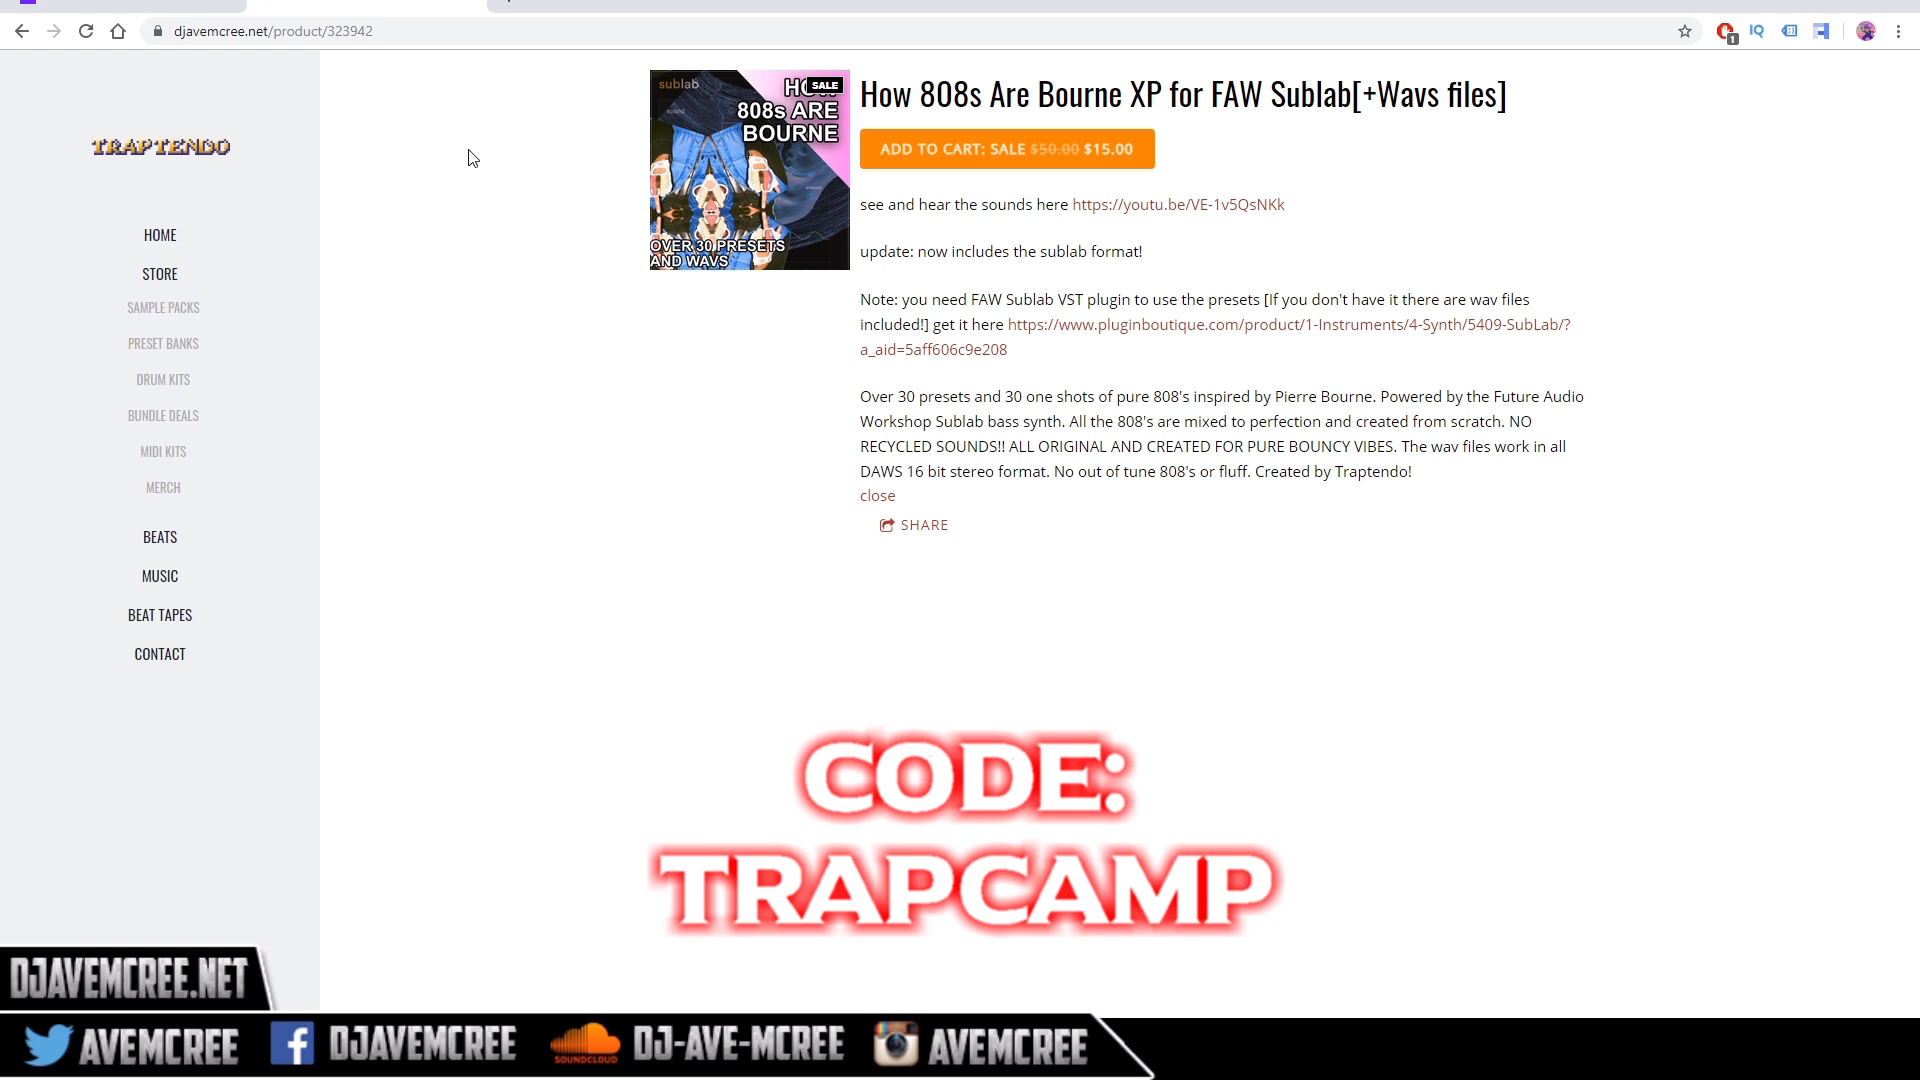 djavemcree.net/product/323942
1
IQ
TRAPTENDO
HOME
STORE
SAMPLE PACKS
PRESET BANKS
DRUM KITS
BUNDLE DEALS
MIDI KITS
MERCH
BEATS
MUSIC
BEAT TAPES
CONTACT
sublab
SALE
808s ARE
BOURNE
OVER 30 PRESETS
AND WAVS
How 808s Are Bourne XP for FAW Sublab[+Wavs files]
ADD TO CART: SALE $50.00 $15.00
see and hear the sounds here https://youtu.be/VE-1v5QsNKk
update: now includes the sublab format!
Note: you need FAW Sublab VST plugin to use the presets [If you don't have it there are wav files
included!] get it here https://www.pluginboutique.com/product/1-Instruments/4-Synth/5409-SubLab/?
a_aid=5aff606c9e208
Over 30 presets and 30 one shots of pure 808's inspired by Pierre Bourne. Powered by the Future Audio
Workshop Sublab bass synth. All the 808's are mixed to perfection and created from scratch. NO
RECYCLED SOUNDS!! ALL ORIGINAL AND CREATED FOR PURE BOUNCY VIBES. The wav files work in all
DAWS 16 bit stereo format. No out of tune 808's or fluff. Created by Traptendo!
close
SHARE
CODE:
TRAPCAMP
DJAVEMCREE.NET
AVEMCREE
DJAVEMCREE
SOUNDCLOUD
DJ-AVE-MCREE
AVEMCREE